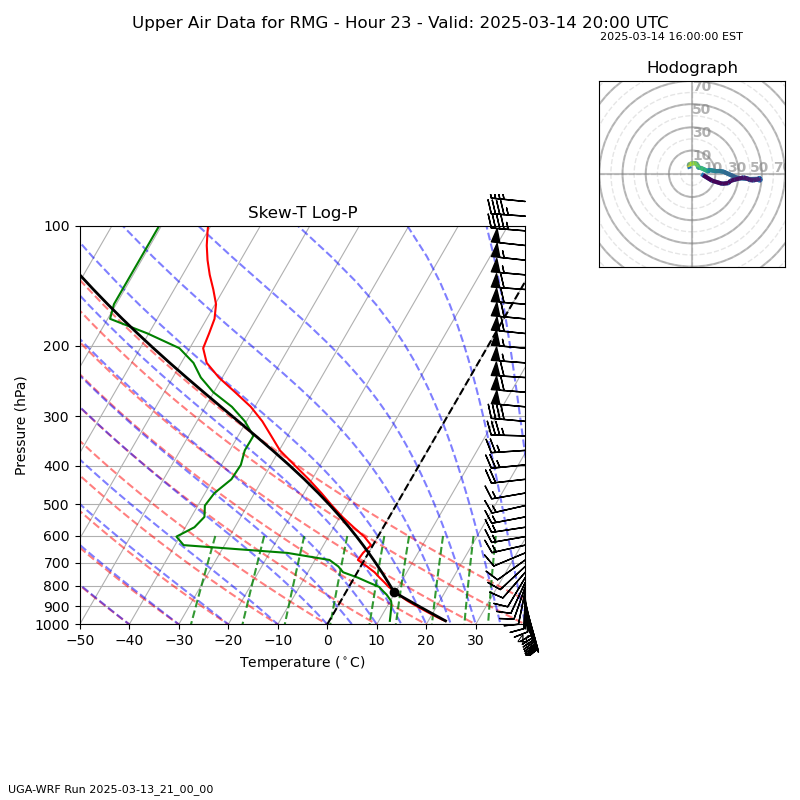 Upper Air Data for RMG - Hour 23 - Valid: 2025-03-14 20:00 UTC
2025-03-14 16:00:00 EST
Hodograph
70
50
30
10
10 30 50
Skew-T Log-P
100
200
300
400
500
600
700
800
900
1000
Pressure (hPa)
−50 −40 −30 −20 −10 0 10 20 30
Temperature (°C)
UGA-WRF Run 2025-03-13_21_00_00